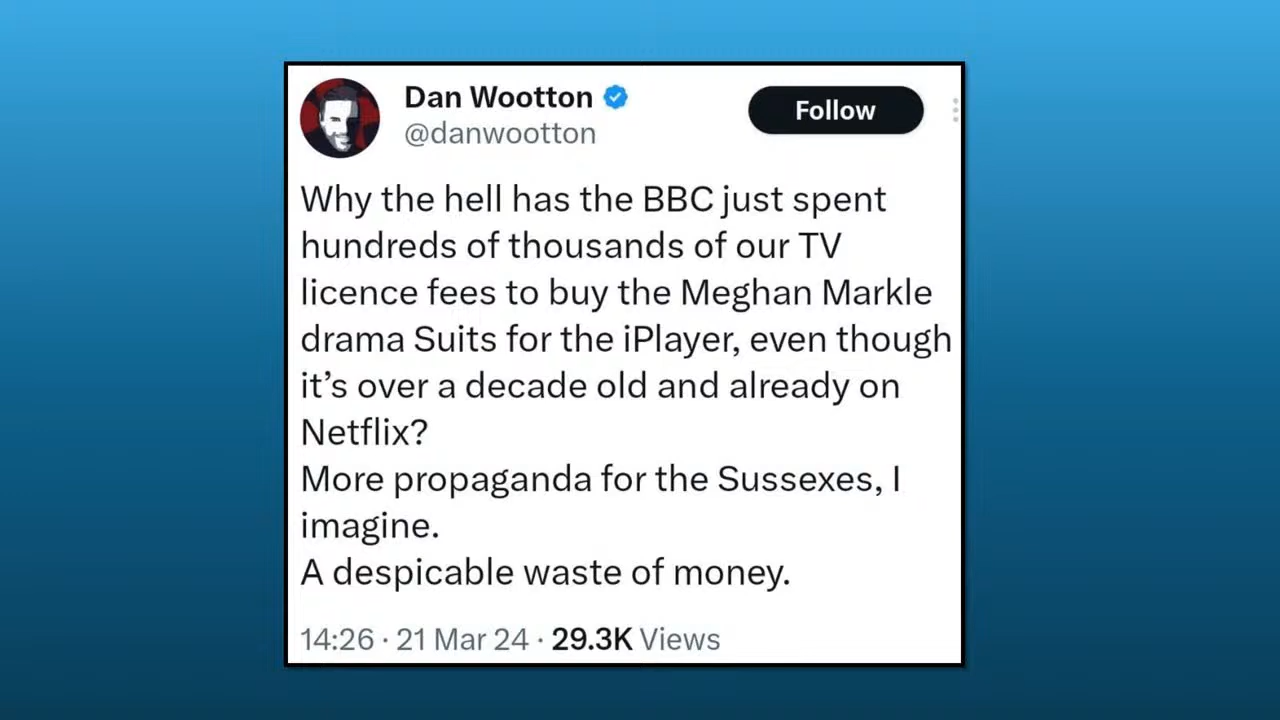 Dan Wootton
@danwootton
Follow
Why the hell has the BBC just spent
hundreds of thousands of our TV
licence fees to buy the Meghan Markle
drama Suits for the iPlayer, even though
it’s over a decade old and already on
Netflix?
More propaganda for the Sussexes, I
imagine.
A despicable waste of money.
14:26 · 21 Mar 24 · 29.3K Views